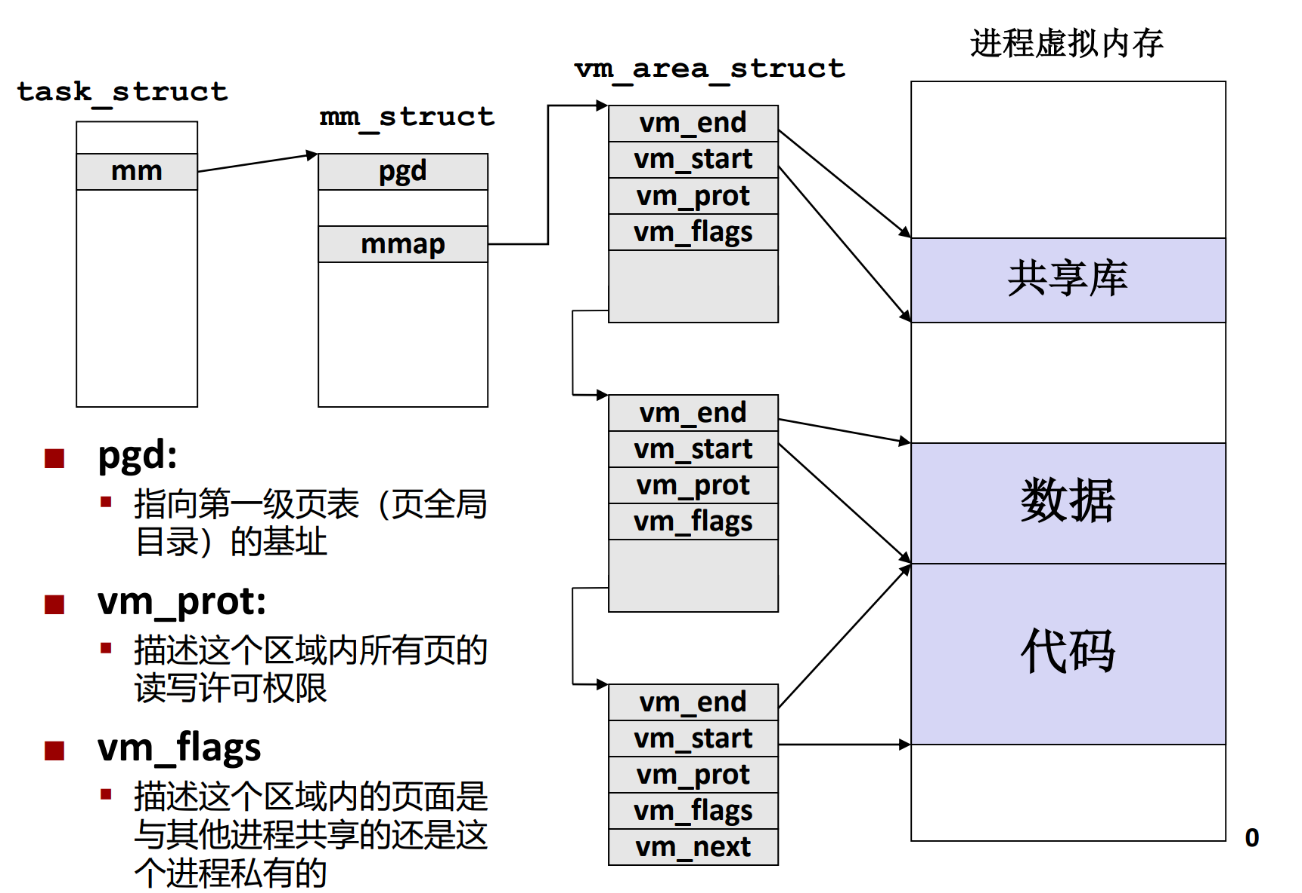 进程虚拟内存
task_struct
mm
mm_struct
pgd
mmap
vm_area_struct
vm_end
vm_start
vm_prot
vm_flags
vm_end
vm_start
vm_prot
vm_flags
vm_end
vm_start
vm_prot
vm_flags
vm_next
共享库
数据
代码
0
pgd:
指向第一级页表（页全局
目录）的基址
vm_prot:
描述这个区域内所有页的
读写许可权限
vm_flags
描述这个区域内的页面是
与其他进程共享的还是这
个进程私有的